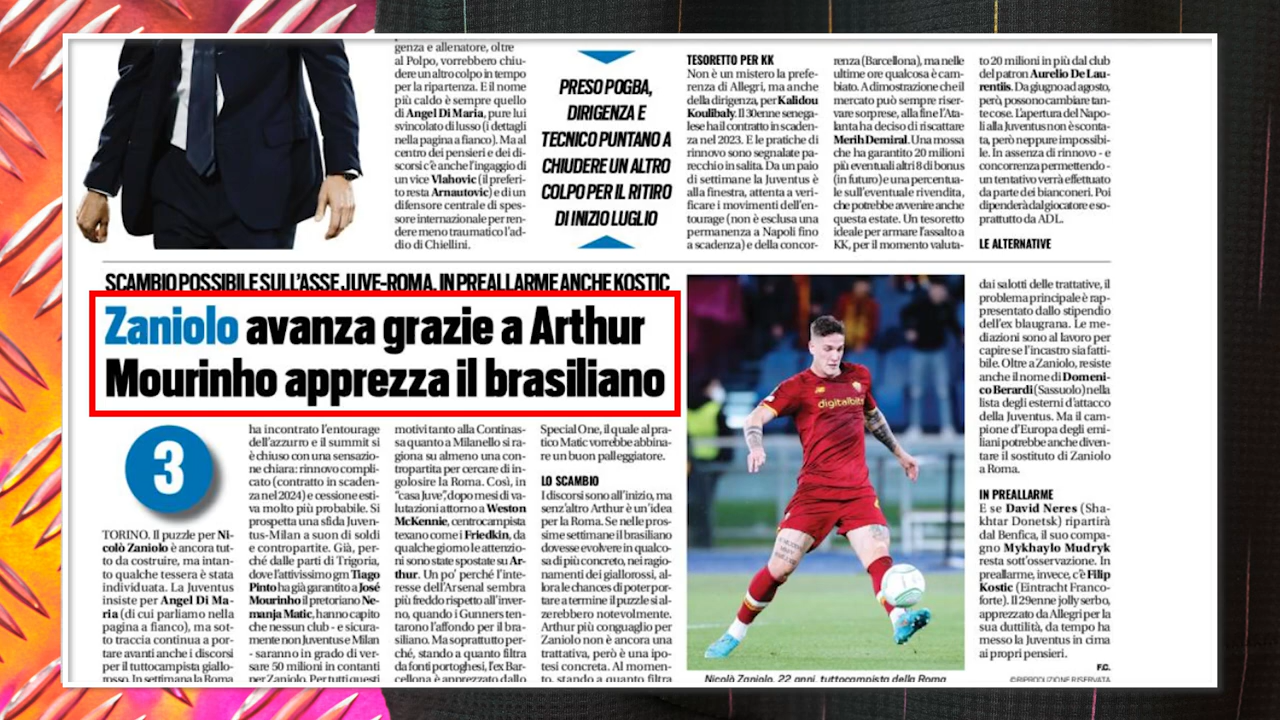 genza e allenatore, oltre
al Polpo, vorrebbero chiu-
dere un altro colpo in tempo
per la ripartenza. E il nome
più caldo è sempre quello
di Angel Di Maria, pure lui
svincolato di lusso (i dettagli
nella pagina a fianco). Ma al
centro dei pensieri e dei di-
scorsi c'è anche l'ingaggio di
un vice Vlahovic (il preferi-
to resta Arnautovic) e di un
difensore centrale di spes-
sore internazionale per ren-
dere meno traumatico l'ad-
dio di Chiellini.
PRESO POGBA,
DIRIGENZA E
TECNICO PUNTANO A
CHIUDERE UN ALTRO
COLPO PER IL RITIRO
DI INIZIO LUGLIO
TESORETTO PER KK
Non è un mistero la prefe-
renza di Allegri, ma anche
della dirigenza, per Kalidou
Koulibaly. Il 30enne senega-
lese ha il contratto in scaden-
za nel 2023. E le pratiche di
rinnovo sono segnalate pa-
recchio in salita. Da un paio
di settimane la Juventus è
alla finestra, attenta a veri-
ficare i movimenti dell'en-
tourage (non è esclusa una
permanenza a Napoli fino
a scadenza) e della concor-
renza (Barcellona), ma nelle
ultime ore qualcosa è cam-
biato. A dimostrazione che il
mercato può sempre riser-
vare sorprese, alla fine l'Ata-
lanta ha deciso di riscattare
Merih Demiral. Una mossa
che ha garantito 20 milioni
più eventuali altri 8 di bonus
(in futuro) e una percentua-
le sull'eventuale rivendita,
che potrebbe avvenire anche
questa estate. Un tesoretto
ideale per armare l'assalto a
KK, per il momento valuta-
to 20 milioni in più dal club
del patron Aurelio De Lau-
rentiis. Da giugno ad agosto,
però, possono cambiare tan-
te cose. L'apertura del Napo-
li alla Juventus non è sconta-
ta, però neppure impossibi-
le. In assenza di rinnovo - e
concorrenza permettendo -
un tentativo verrà effettuato
da parte dei bianconeri. Poi
dipenderà dal giocatore e so-
prattutto da ADL.
LE ALTERNATIVE
SCAMBIO POSSIBILE SULL'ASSE JUVE-ROMA. IN PREALLARME ANCHE KOSTIC
Zaniolo avanza grazie a Arthur
Mourinho apprezza il brasiliano
3
TORINO. Il puzzle per Ni-
colò Zaniolo è ancora tut-
to da costruire, ma intan-
to qualche tessera è stata
individuata. La Juventus
insiste per Angel Di Ma-
ria (di cui parliamo nella
pagina a fianco), ma sot-
to traccia continua a por-
tare avanti anche i discorsi
per il tuttocampista giallo-
rosso. In settimana la Roma
ha incontrato l'entourage
dell'azzurro e il summit si
è chiuso con una sensazio-
ne chiara: rinnovo compli-
cato (contratto in scaden-
za nel 2024) e cessione esti-
va molto più probabile. Si
prospetta una sfida Juven-
tus-Milan a suon di soldi
e contropartite. Già, per-
ché dalle parti di Trigoria,
dove l'attivissimo gm Tiago
Pinto ha già garantito a José
Mourinho il pretoriano Ne-
manja Matic, hanno capito
che nessun club - e sicura-
mente non Juventus e Milan
- saranno in grado di ver-
sare 50 milioni in contanti
per Zaniolo. Per tutti questi
motivi tanto alla Continas-
sa quanto a Milanello si ra-
giona su almeno una con-
tropartita per cercare di in-
golosire la Roma. Così, in
"casa Juve", dopo mesi di va-
lutazioni attorno a Weston
McKennie, centrocampista
texano come i Friedkin, da
qualche giorno le attenzio-
ni sono state spostate su Ar-
thur. Un po' perché l'inte-
resse dell'Arsenal sembra
più freddo rispetto all'inver-
no, quando i Gunners ten-
tarono l'affondo per il bra-
siliano. Ma soprattutto per-
ché, stando a quanto filtra
da fonti portoghesi, l'ex Bar-
cellona è apprezzato dallo
Special One, il quale al pra-
tico Matic vorrebbe abbina-
re un buon palleggiatore.
LO SCAMBIO
I discorsi sono all'inizio, ma
senz'altro Arthur è un'idea
per la Roma. Se nelle pros-
sime settimane il brasiliano
dovesse evolvere in qualco-
sa di più concreto, nei ragio-
namenti dei giallorossi, al-
lora le chances di poter por-
tare a termine il puzzle si al-
zerebbero notevolmente.
Arthur più conguaglio per
Zaniolo non è ancora una
trattativa, però è una ipo-
tesi concreta. Al momen-
to, stando a quanto filtra
digitalbits
Nicolò Zaniolo, 22 anni, tuttocampista della Roma
dai salotti delle trattative, il
problema principale è rap-
presentato dallo stipendio
dell'ex blaugrana. Le me-
diazioni sono al lavoro per
capire se l'incastro sia fatti-
bile. Oltre a Zaniolo, resiste
anche il nome di Domeni-
co Berardi (Sassuolo) nella
lista degli esterni d'attacco
della Juventus. Ma il cam-
pione d'Europa degli emi-
liani potrebbe anche diven-
tare il sostituto di Zaniolo
a Roma.
IN PREALLARME
E se David Neres (Sha-
khtar Donetsk) ripartirà
dal Benfica, il suo compa-
gno Mykhaylo Mudryk
resta sott'osservazione. In
preallarme, invece, c'è Filip
Kostic (Eintracht Franco-
forte). Il 29enne jolly serbo,
apprezzato da Allegri per la
sua duttilità, da tempo ha
messo la Juventus in cima
ai propri pensieri.
F.C.
©RIPRODUZIONE RISERVATA